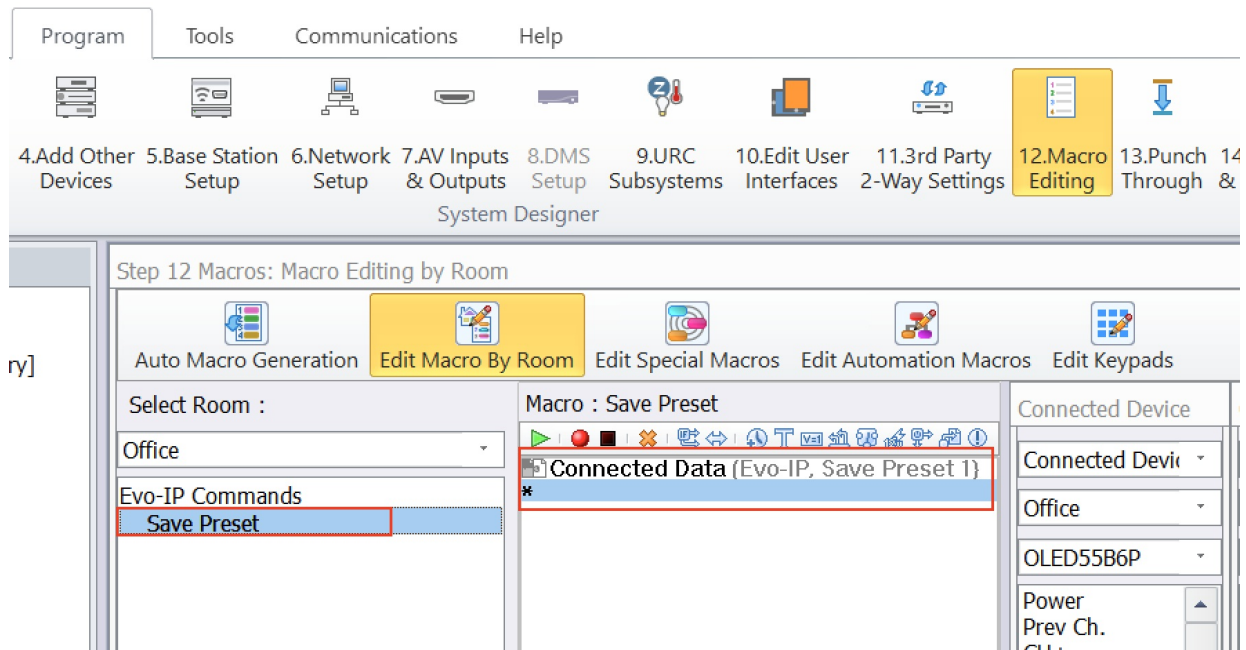 Program Tools Communications Help
4.Add Other Devices
5.Base Station Setup
6.Network Setup
7.AV Inputs & Outputs
8.DMS Setup
9.URC Subsystems
10.Edit User Interfaces
11.3rd Party 2-Way Settings
12.Macro Editing
13.Punch Through
14
&
System Designer
Step 12 Macros: Macro Editing by Room
ry]
Auto Macro Generation
Edit Macro By Room
Edit Special Macros
Edit Automation Macros
Edit Keypads
Select Room :
Office
Evo-IP Commands
Save Preset
Macro : Save Preset
Connected Data (Evo-IP, Save Preset 1}
*
Connected Device
Connected Devic
Office
OLED55B6P
Power
Prev Ch.